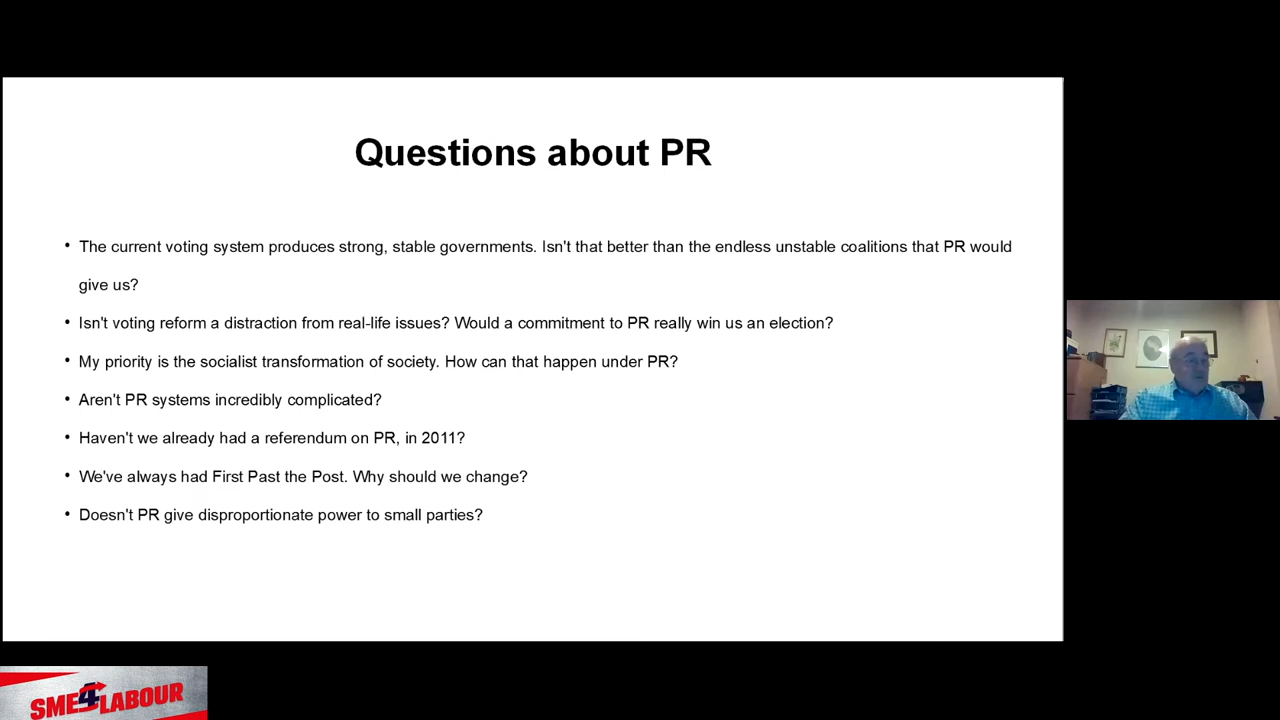 Questions about PR
• The current voting system produces strong, stable governments. Isn't that better than the endless unstable coalitions that PR would
give us?
• Isn't voting reform a distraction from real-life issues? Would a commitment to PR really win us an election?
• My priority is the socialist transformation of society. How can that happen under PR?
• Aren't PR systems incredibly complicated?
• Haven't we already had a referendum on PR, in 2011?
• We've always had First Past the Post. Why should we change?
• Doesn't PR give disproportionate power to small parties?
SME4LABOUR